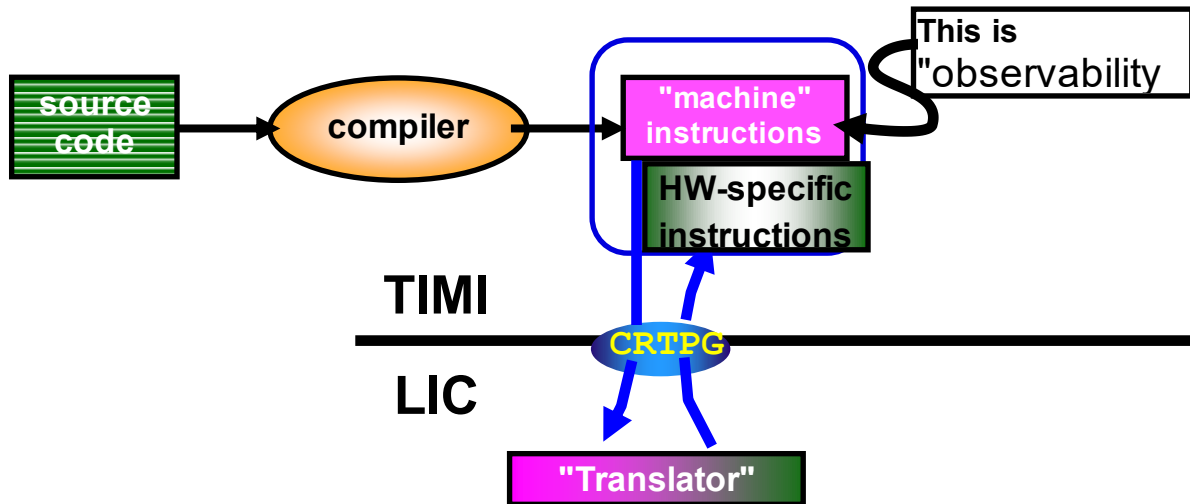 This is
"observability
source
code
compiler
"machine"
instructions
HW-specific
instructions
TIMI
CRTPG
LIC
"Translator"